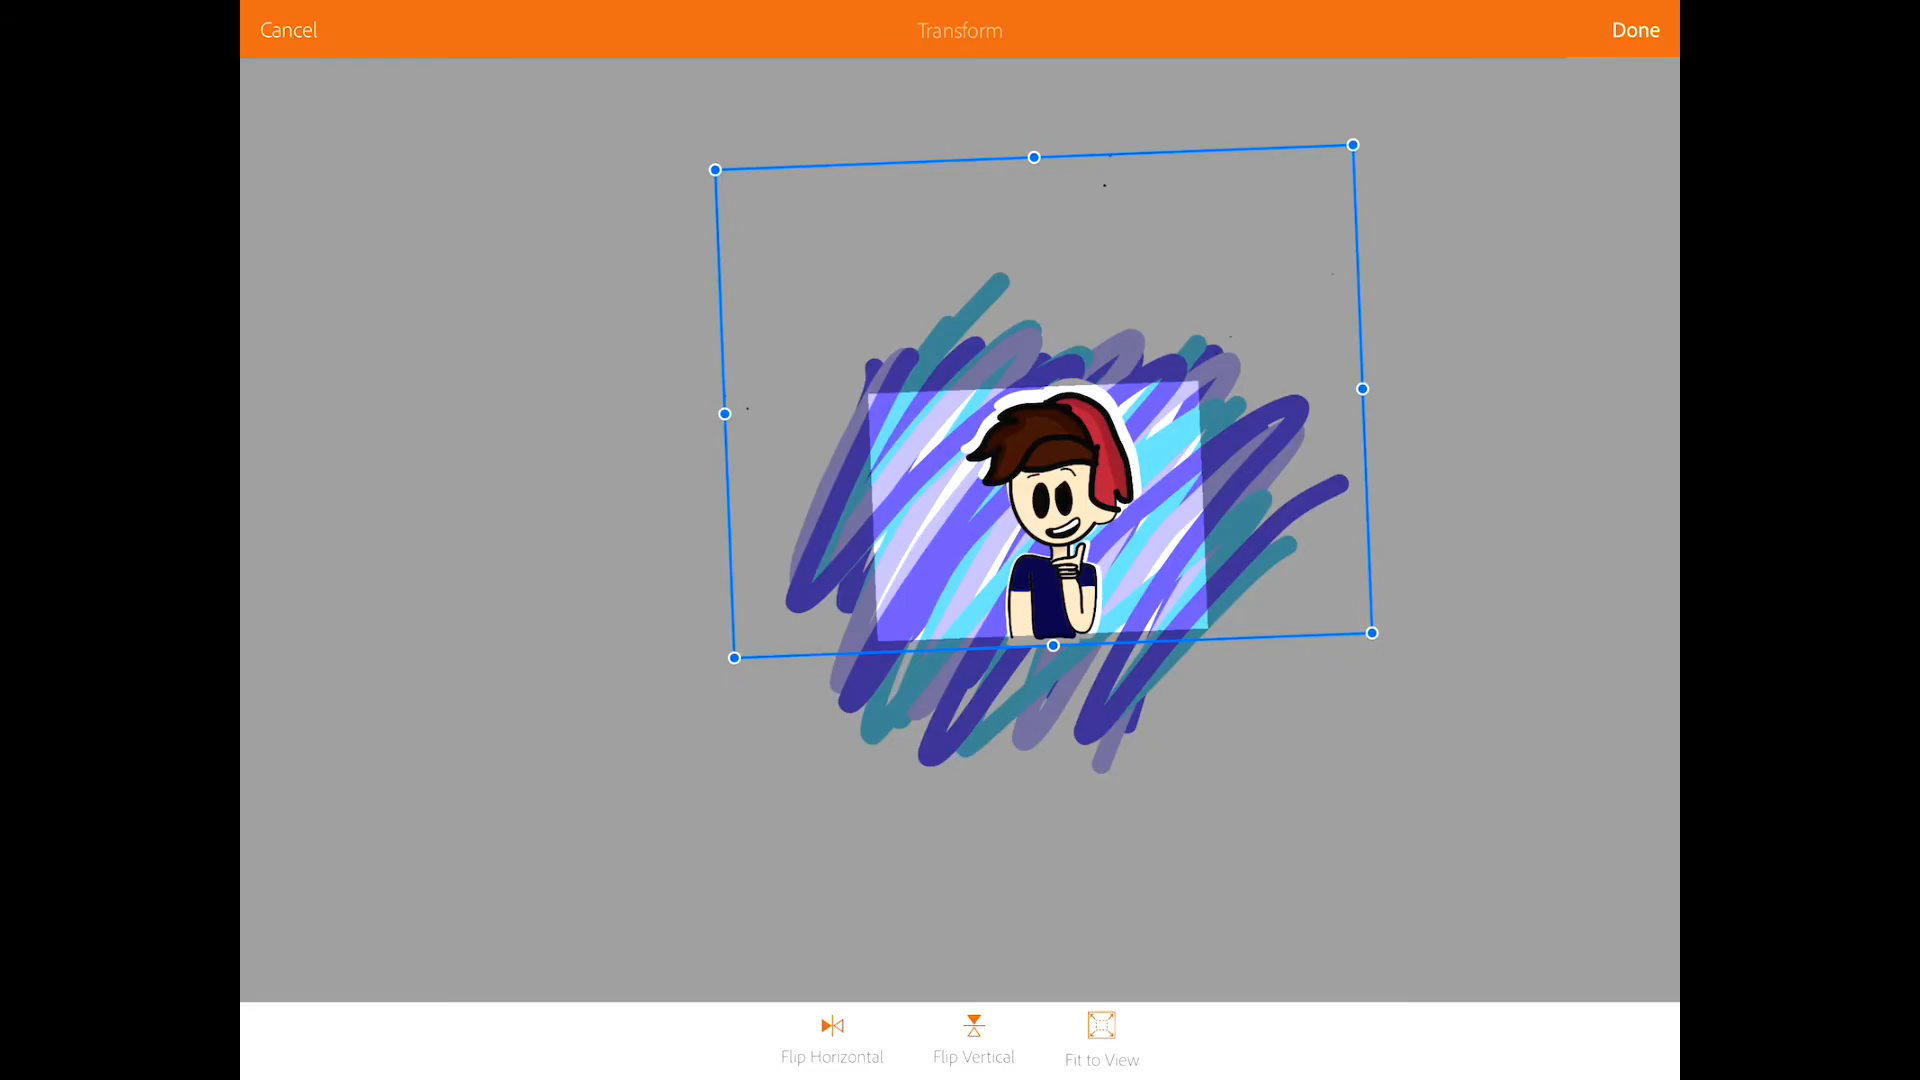 Cancel
Transform
Done
Flip Horizontal
Flip Vertical
Fit to View